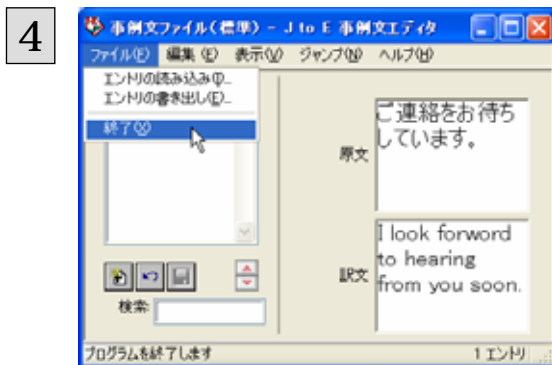 4
事例文ファイル(標準) - J to E 事例文エディタ
ファイル(F) 編集(E) 表示(V) ジャンプ(N) ヘルプ(H)
エントリの読み込み(I)...
エントリの書き出し(E)...
終了(X)
原文
ご連絡をお待ち
しています。
訳文
I look forward
to hearing
from you soon.
検索:
プログラムを終了します
1 エントリ